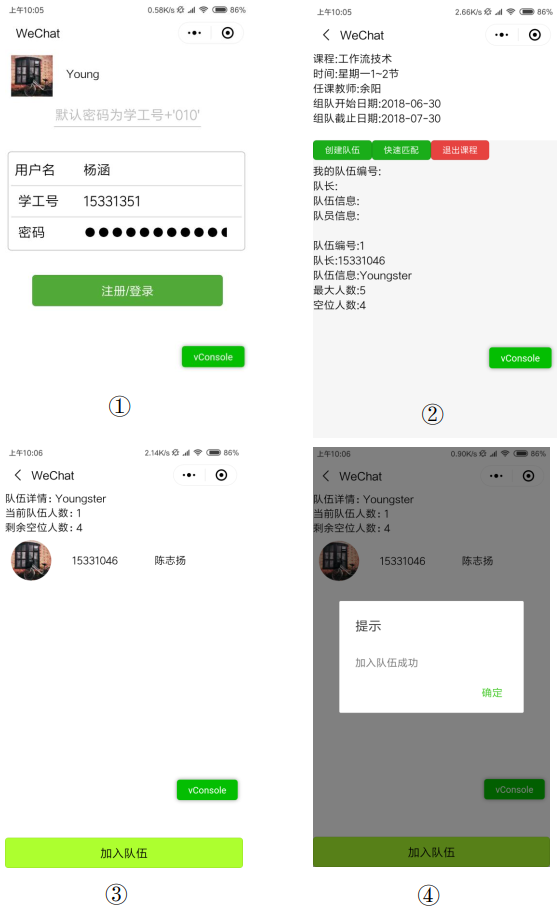 上午10:05 0.58K/s 86%
WeChat
Young
默认密码为学工号+'010'
用户名 杨涵
学工号 15331351
密码
注册/登录
vConsole
①
上午10:05 2.66K/s 86%
WeChat
课程:工作流技术
时间:星期一1~2节
任课教师:余阳
组队开始日期:2018-06-30
组队截止日期:2018-07-30
创建队伍 快速匹配 退出课程
我的队伍编号:
队长:
队伍信息:
队员信息:
队伍编号:1
队长:15331046
队伍信息:Youngster
最大人数:5
空位人数:4
vConsole
②
上午10:06 2.14K/s 86%
WeChat
队伍详情: Youngster
当前队伍人数: 1
剩余空位人数: 4
15331046 陈志扬
vConsole
加入队伍
③
上午10:06 0.90K/s 86%
WeChat
队伍详情: Youngster
当前队伍人数: 1
剩余空位人数: 4
15331046 陈志扬
提示
加入队伍成功
确定
vConsole
加入队伍
④